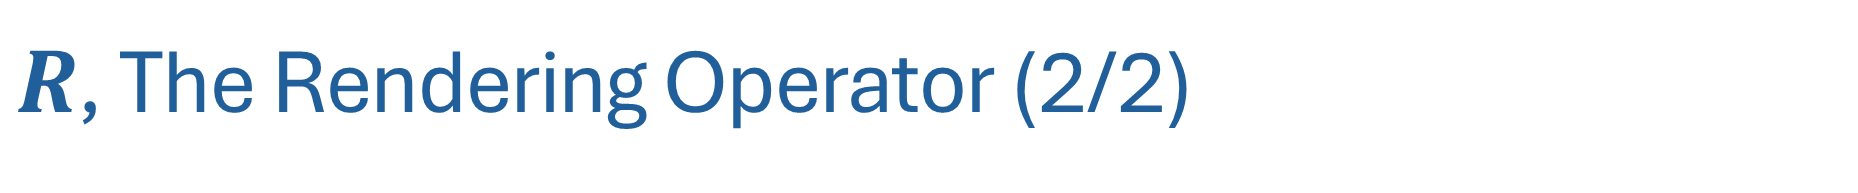 R, The Rendering Operator (2/2)